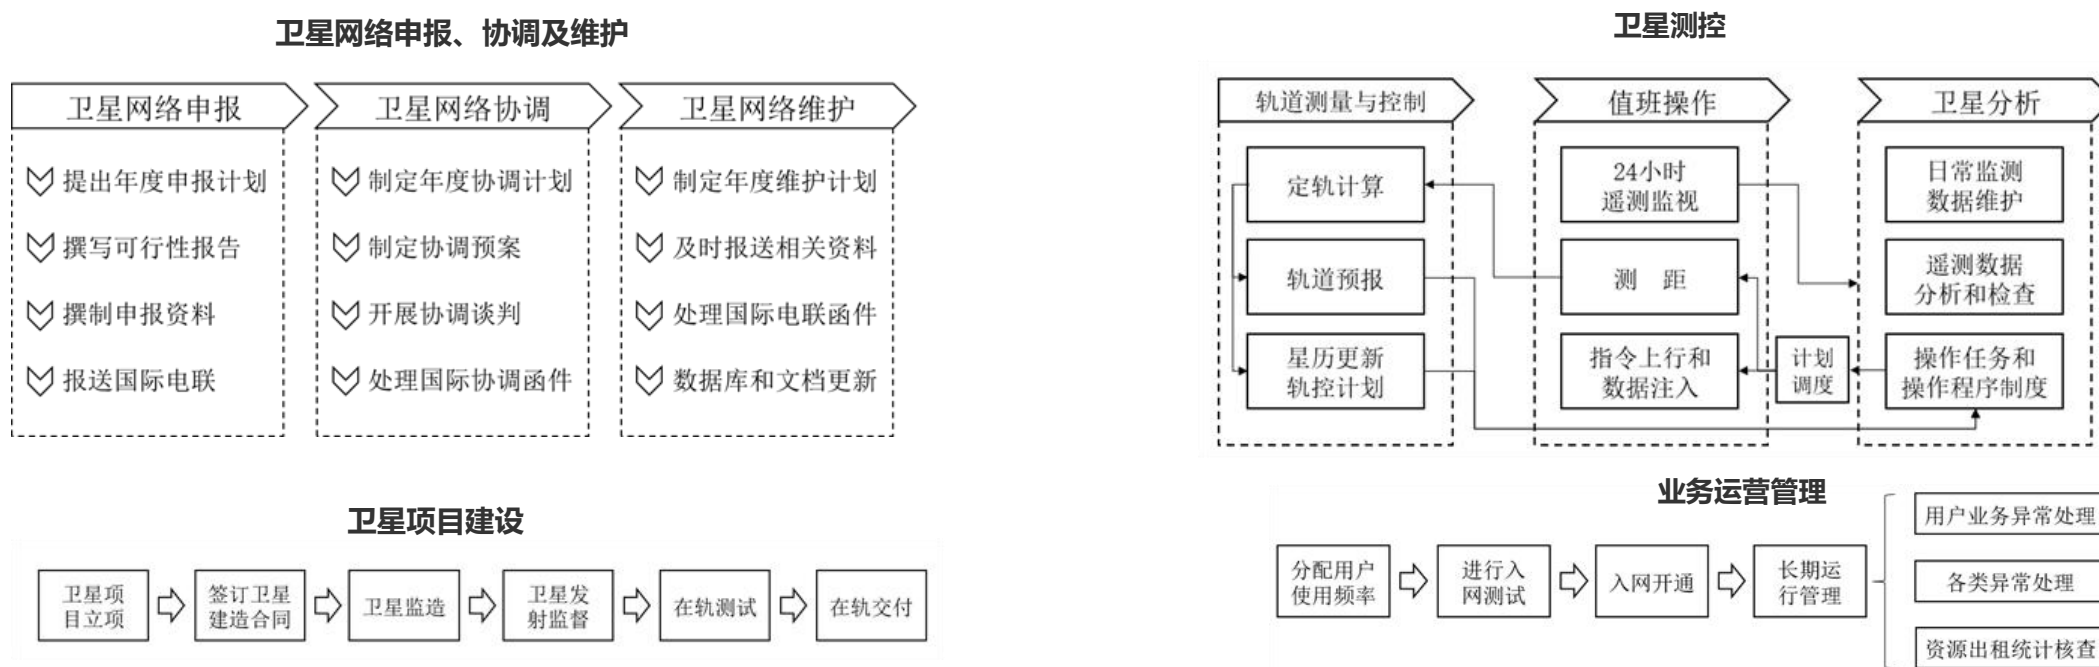 卫星网络申报、协调及维护
卫星网络申报
提出年度申报计划
撰写可行性报告
撰制申报资料
报送国际电联
卫星网络协调
制定年度协调计划
制定协调预案
开展协调谈判
处理国际协调函件
卫星网络维护
制定年度维护计划
及时报送相关资料
处理国际电联函件
数据库和文档更新
卫星测控
轨道测量与控制
定轨计算
轨道预报
星历更新
轨控计划
值班操作
24小时
遥测监视
测 距
指令上行和
数据注入
计划
调度
卫星分析
日常监测
数据维护
遥测数据
分析和检查
操作任务和
操作程序制度
卫星项目建设
卫星项
目立项
签订卫星
建造合同
卫星监造
卫星发
射监督
在轨测试
在轨交付
业务运营管理
分配用户
使用频率
进行入
网测试
入网开通
长期运
行管理
用户业务异常处理
各类异常处理
资源出租统计核查